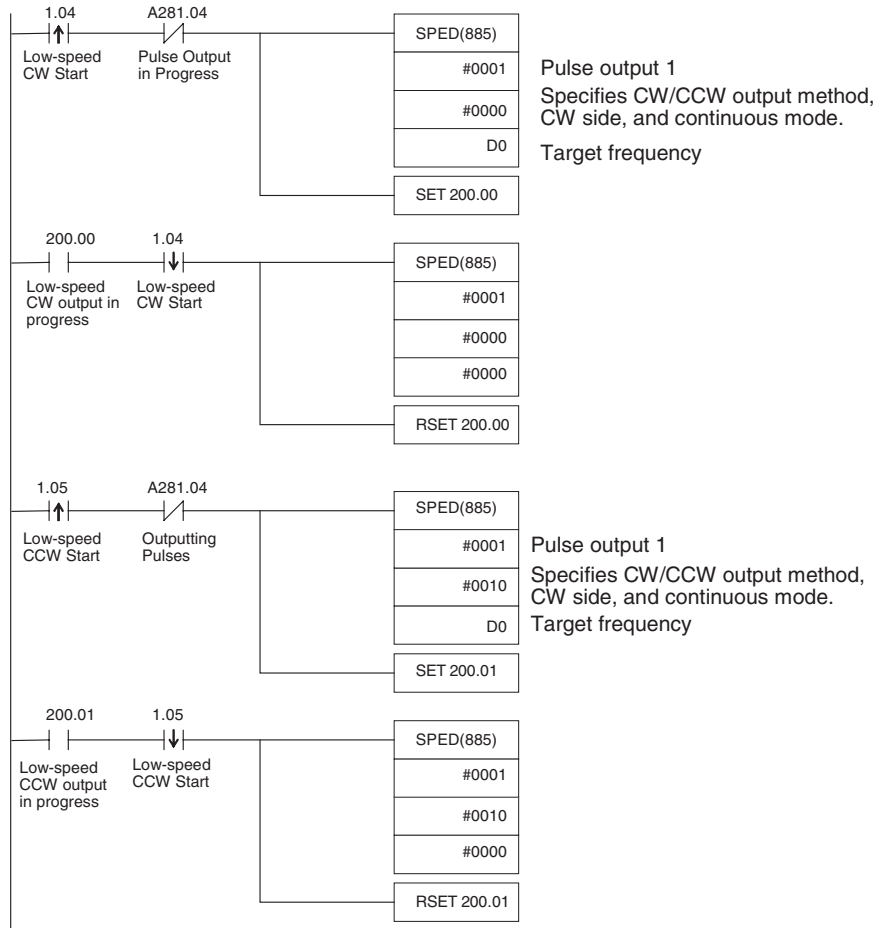 1.04 A281.04
Low-speed CW Start
Pulse Output in Progress
SPED(885)
#0001 Pulse output 1
#0000 Specifies CW/CCW output method, CW side, and continuous mode.
D0 Target frequency
SET 200.00
200.00 1.04
Low-speed CW output in progress
Low-speed CW Start
SPED(885)
#0001
#0000
#0000
RSET 200.00
1.05 A281.04
Low-speed CCW Start
Outputting Pulses
SPED(885)
#0001 Pulse output 1
#0010 Specifies CW/CCW output method, CW side, and continuous mode.
D0 Target frequency
SET 200.01
200.01 1.05
Low-speed CCW output in progress
Low-speed CCW Start
SPED(885)
#0001
#0010
#0000
RSET 200.01